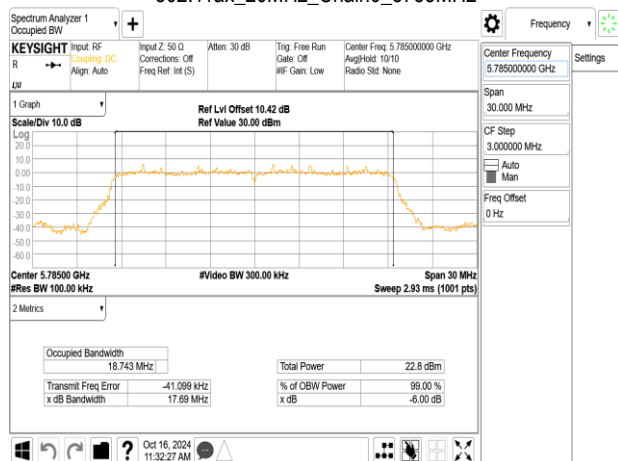 802.11ax_20MHz_Chain0_5785MHz
Spectrum Analyzer 1
Occupied BW
KEYSIGHT
R
LXI
Input: RF
Coupling: DC
Align: Auto
Input Z: 50 Ω
Corrections: Off
Freq Ref: Int (S)
Atten: 30 dB
Trig: Free Run
Gate: Off
#IF Gain: Low
Center Freq: 5.785000000 GHz
Avg|Hold: 10/10
Radio Std: None
1 Graph
Scale/Div 10.0 dB
Ref Lvl Offset 10.42 dB
Ref Value 30.00 dBm
Log
20.0
10.0
0.00
-10.0
-20.0
-30.0
-40.0
-50.0
-60.0
Center 5.78500 GHz
#Video BW 300.00 kHz
Span 30 MHz
#Res BW 100.00 kHz
Sweep 2.93 ms (1001 pts)
2 Metrics
Occupied Bandwidth
18.743 MHz
Total Power 22.8 dBm
Transmit Freq Error -41.099 kHz
% of OBW Power 99.00 %
x dB Bandwidth 17.69 MHz
x dB -6.00 dB
?
Oct 16, 2024
11:32:27 AM
Frequency
Settings
Center Frequency
5.785000000 GHz
Span
30.000 MHz
CF Step
3.000000 MHz
Auto
Man
Freq Offset
0 Hz